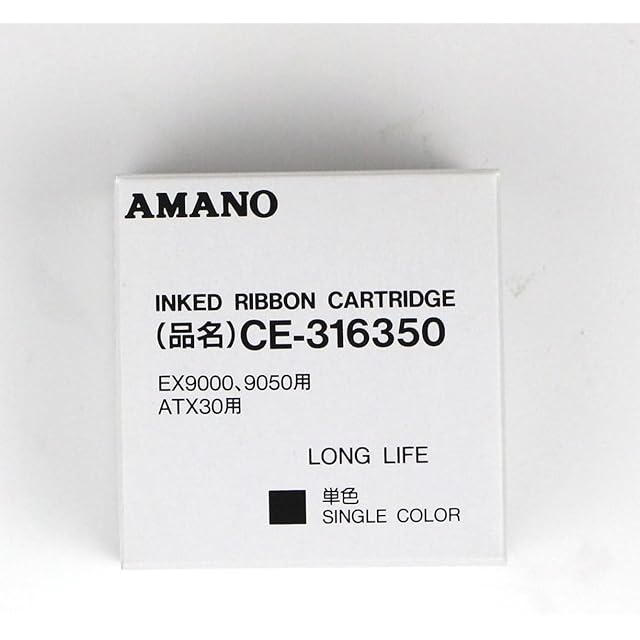 AMANO
INKED RIBBON CARTRIDGE
(品名)CE-316350
EX9000、9050用
ATX30用
LONG LIFE
単色
SINGLE COLOR